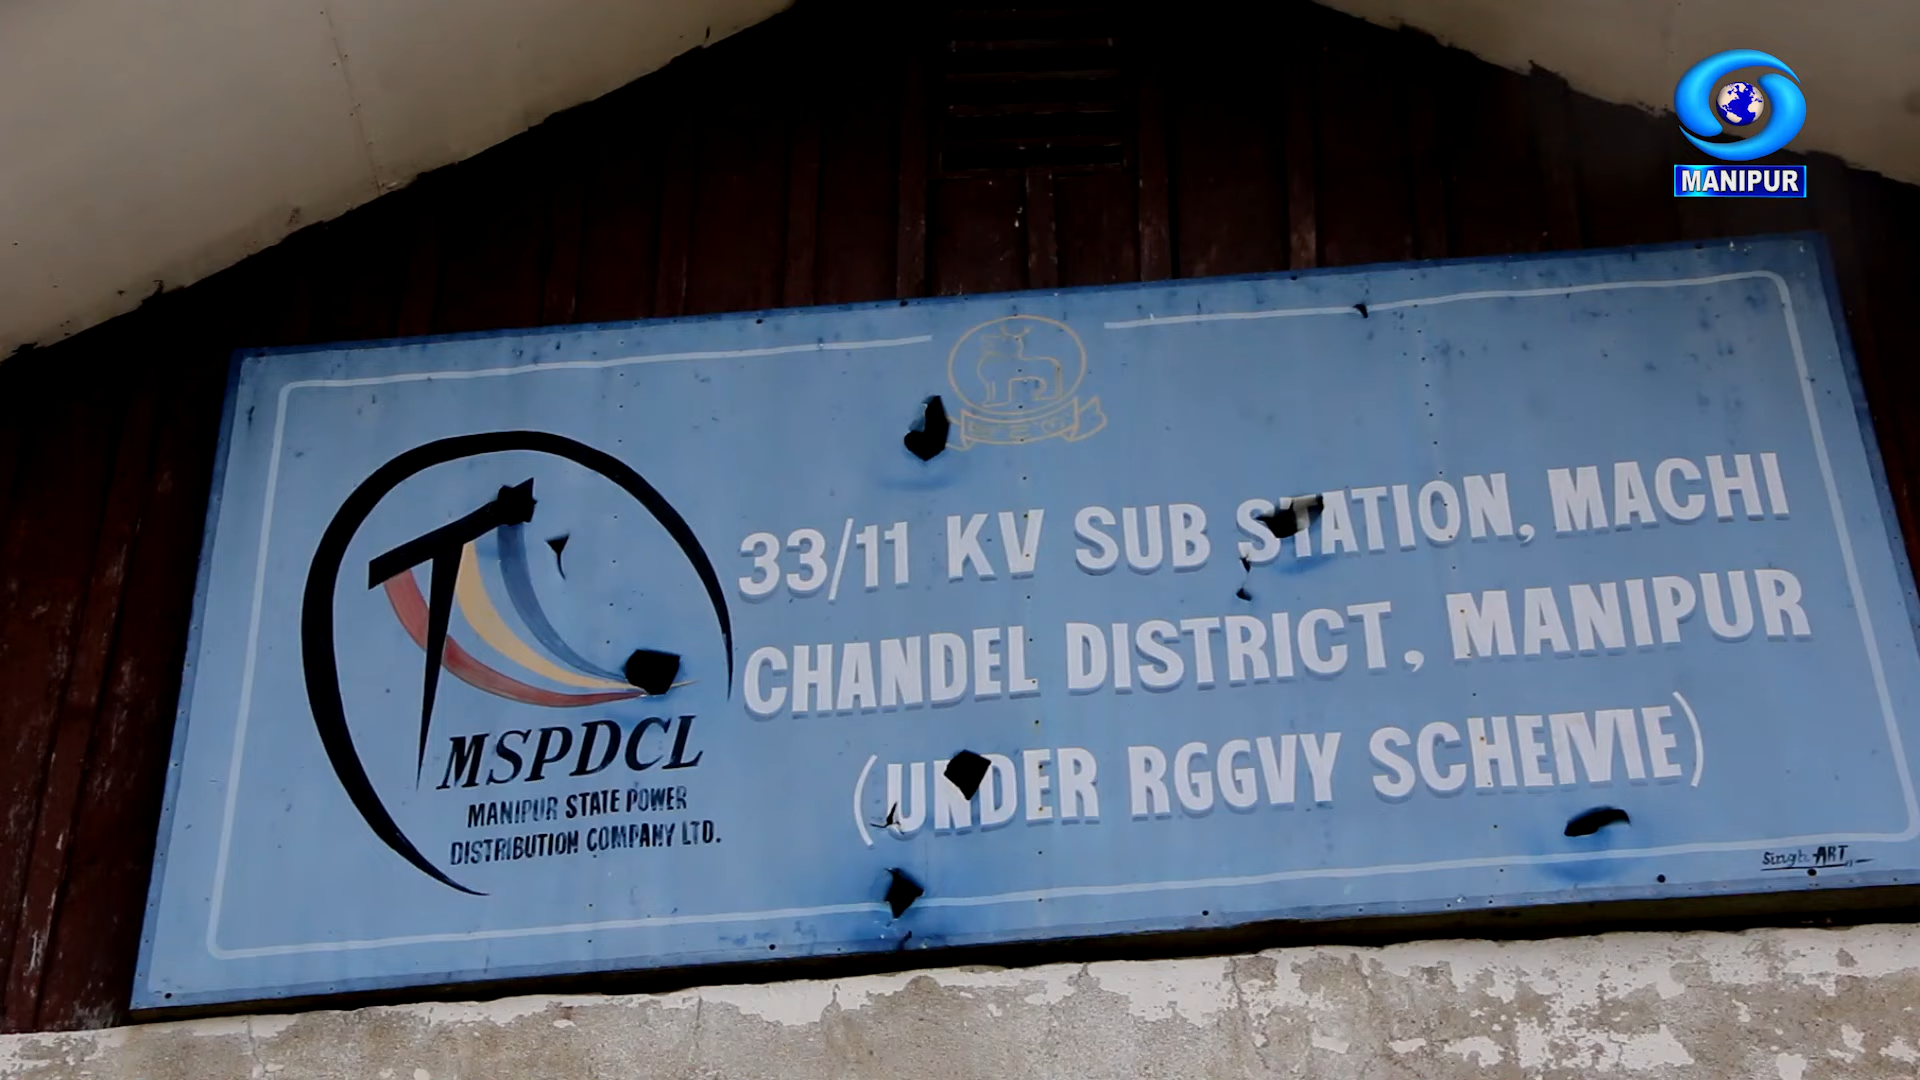 MANIPUR
33/11 KV SUB STATION, MACHI
CHANDEL DISTRICT, MANIPUR
(UNDER RGGVY SCHEME)
MSPDCL
MANIPUR STATE POWER
DISTRIBUTION COMPANY LTD.
Singh ART